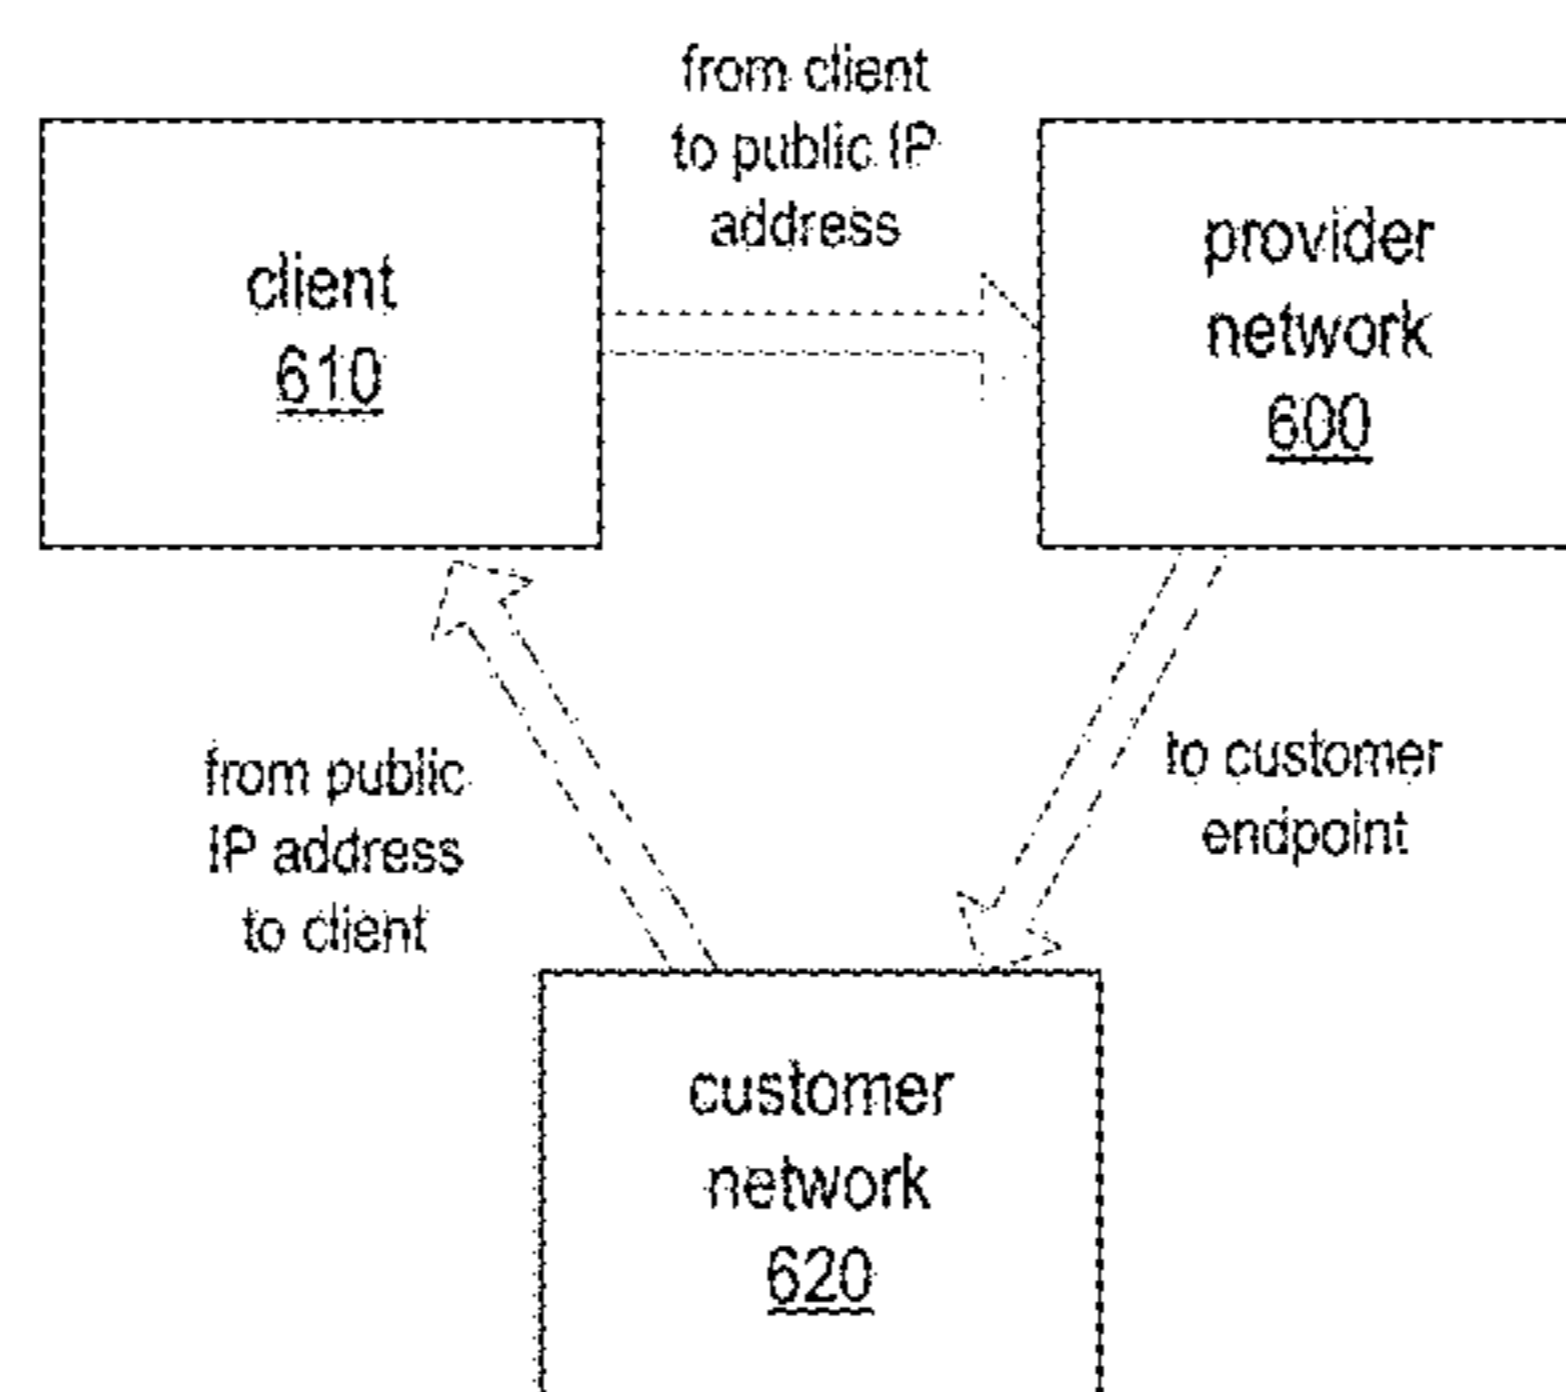 from client
to public IP
address
client
610
provider
network
600
from public
IP address
to client
to customer
endpoint
customer
network
620